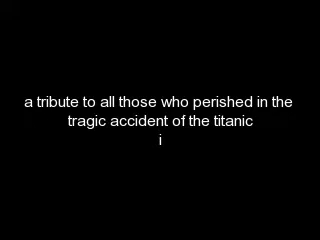 a tribute to all those who perished in the
tragic accident of the titanic
i